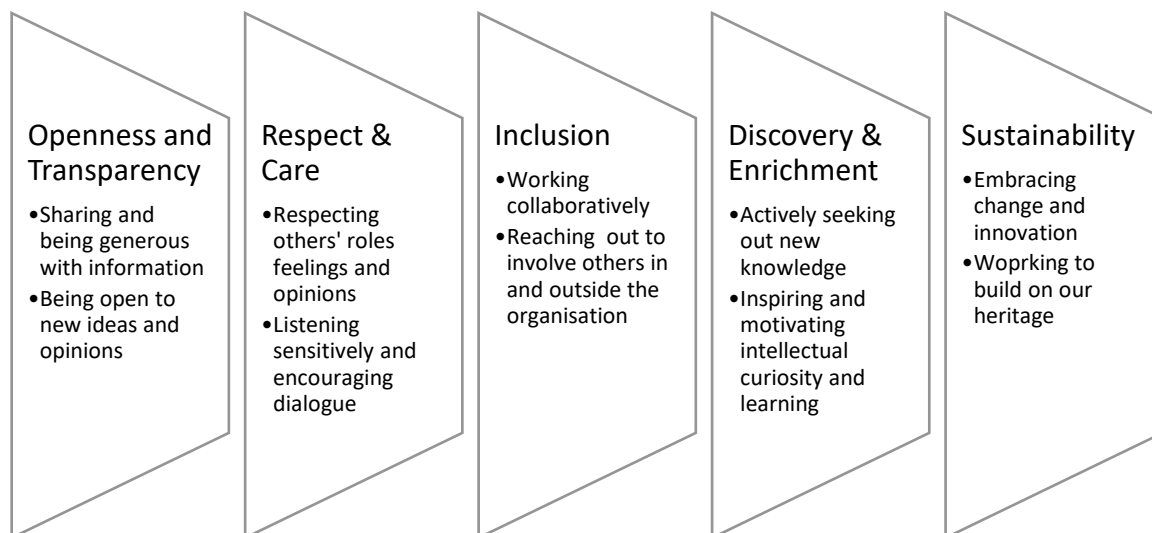 Openness and
Transparency
•Sharing and
being generous
with information
•Being open to
new ideas and
opinions
Respect &
Care
•Respecting
others' roles
feelings and
opinions
•Listening
sensitively and
encouraging
dialogue
Inclusion
•Working
collaboratively
•Reaching  out to
involve others in
and outside the
organisation
Discovery &
Enrichment
•Actively seeking
out new
knowledge
•Inspiring and
motivating
intellectual
curiosity and
learning
Sustainability
•Embracing
change and
innovation
•Woprking to
build on our
heritage